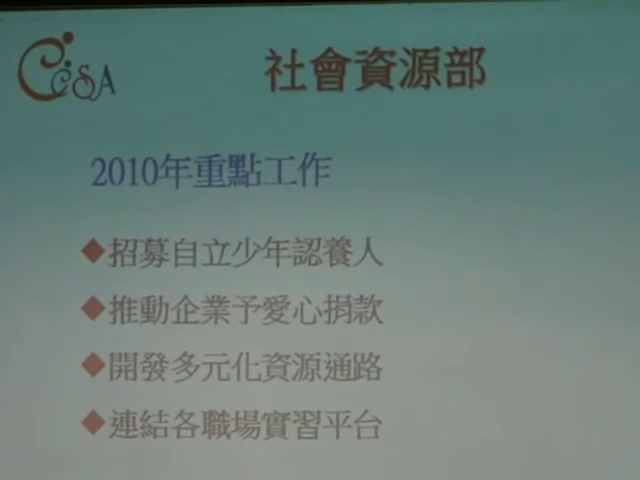 CCSA
社會資源部
2010年重點工作
◆招募自立少年認養人
◆推動企業予愛心捐款
◆開發多元化資源通路
◆連結各職場實習平台